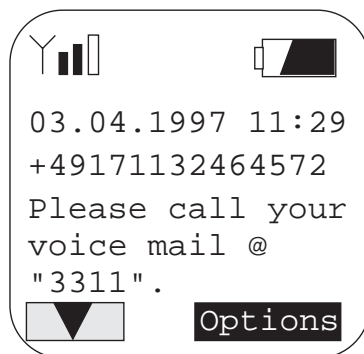 03.04.1997 11:29
+49171132464572
Please call your
voice mail @
"3311".
Options